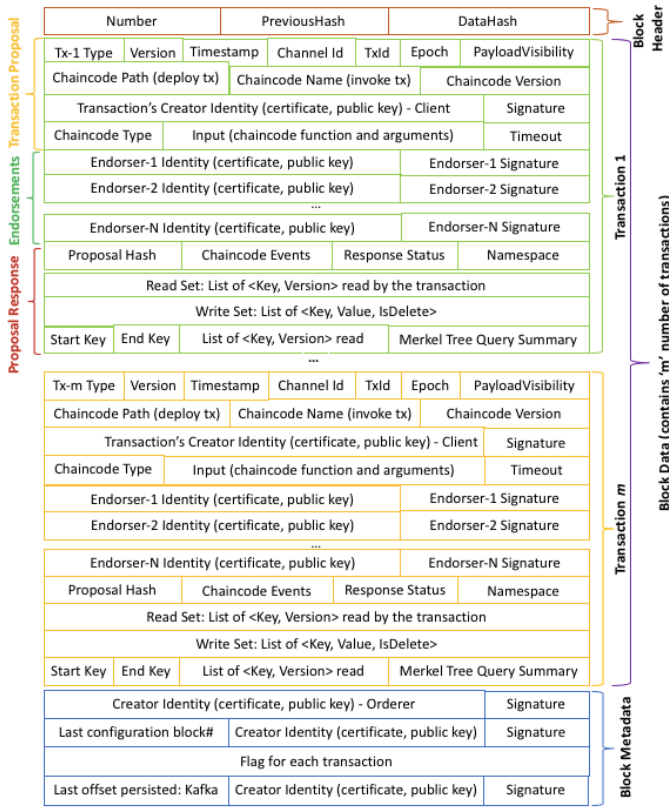 Number PreviousHash DataHash
Block Header
Transaction Proposal
Tx-1 Type Version Timestamp Channel Id TxId Epoch PayloadVisibility
Chaincode Path (deploy tx) Chaincode Name (invoke tx) Chaincode Version
Transaction's Creator Identity (certificate, public key) - Client Signature
Chaincode Type Input (chaincode function and arguments) Timeout
Endorsements
Endorser-1 Identity (certificate, public key) Endorser-1 Signature
Endorser-2 Identity (certificate, public key) Endorser-2 Signature
...
Endorser-N Identity (certificate, public key) Endorser-N Signature
Transaction 1
Proposal Response
Proposal Hash Chaincode Events Response Status Namespace
Read Set: List of <Key, Version> read by the transaction
Write Set: List of <Key, Value, IsDelete>
Start Key End Key List of <Key, Version> read Merkel Tree Query Summary
...
Block Data (contains 'm' number of transactions)
Tx-m Type Version Timestamp Channel Id TxId Epoch PayloadVisibility
Chaincode Path (deploy tx) Chaincode Name (invoke tx) Chaincode Version
Transaction's Creator Identity (certificate, public key) - Client Signature
Chaincode Type Input (chaincode function and arguments) Timeout
Endorser-1 Identity (certificate, public key) Endorser-1 Signature
Endorser-2 Identity (certificate, public key) Endorser-2 Signature
...
Endorser-N Identity (certificate, public key) Endorser-N Signature
Transaction m
Proposal Hash Chaincode Events Response Status Namespace
Read Set: List of <Key, Version> read by the transaction
Write Set: List of <Key, Value, IsDelete>
Start Key End Key List of <Key, Version> read Merkel Tree Query Summary
Creator Identity (certificate, public key) - Orderer Signature
Last configuration block# Creator Identity (certificate, public key) Signature
Flag for each transaction
Last offset persisted: Kafka Creator Identity (certificate, public key) Signature
Block Metadata